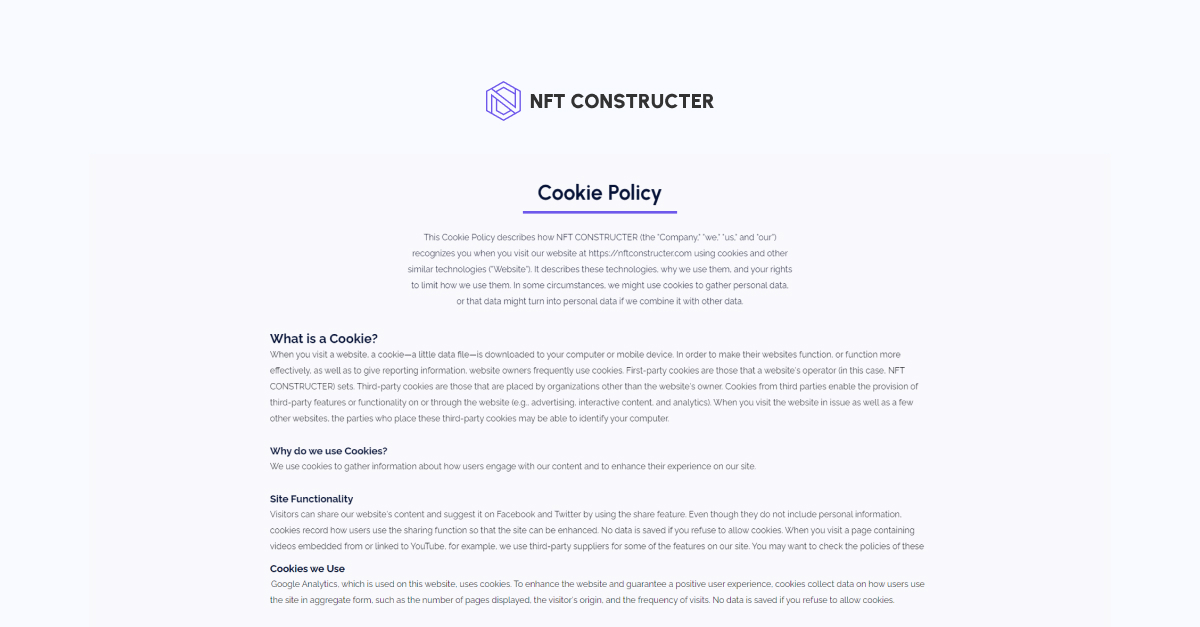 NFT CONSTRUCTER
Cookie Policy
This Cookie Policy describes how NFT CONSTRUCTER (the "Company," "we," "us," and "our")
recognizes you when you visit our website at https://nftconstructer.com using cookies and other
similar technologies ("Website"). It describes these technologies, why we use them, and your rights
to limit how we use them. In some circumstances, we might use cookies to gather personal data,
or that data might turn into personal data if we combine it with other data.
What is a Cookie?
When you visit a website, a cookie—a little data file—is downloaded to your computer or mobile device. In order to make their websites function, or function more
effectively, as well as to give reporting information, website owners frequently use cookies. First-party cookies are those that a website's operator (in this case, NFT
CONSTRUCTER) sets. Third-party cookies are those that are placed by organizations other than the website's owner. Cookies from third parties enable the provision of
third-party features or functionality on or through the website (e.g., advertising, interactive content, and analytics). When you visit the website in issue as well as a few
other websites, the parties who place these third-party cookies may be able to identify your computer.
Why do we use Cookies?
We use cookies to gather information about how users engage with our content and to enhance their experience on our site.
Site Functionality
Visitors can share our website's content and suggest it on Facebook and Twitter by using the share feature. Even though they do not include personal information,
cookies record how users use the sharing function so that the site can be enhanced. No data is saved if you refuse to allow cookies. When you visit a page containing
videos embedded from or linked to YouTube, for example, we use third-party suppliers for some of the features on our site. You may want to check the policies of these
Cookies we Use
Google Analytics, which is used on this website, uses cookies. To enhance the website and guarantee a positive user experience, cookies collect data on how users use
the site in aggregate form, such as the number of pages displayed, the visitor's origin, and the frequency of visits. No data is saved if you refuse to allow cookies.